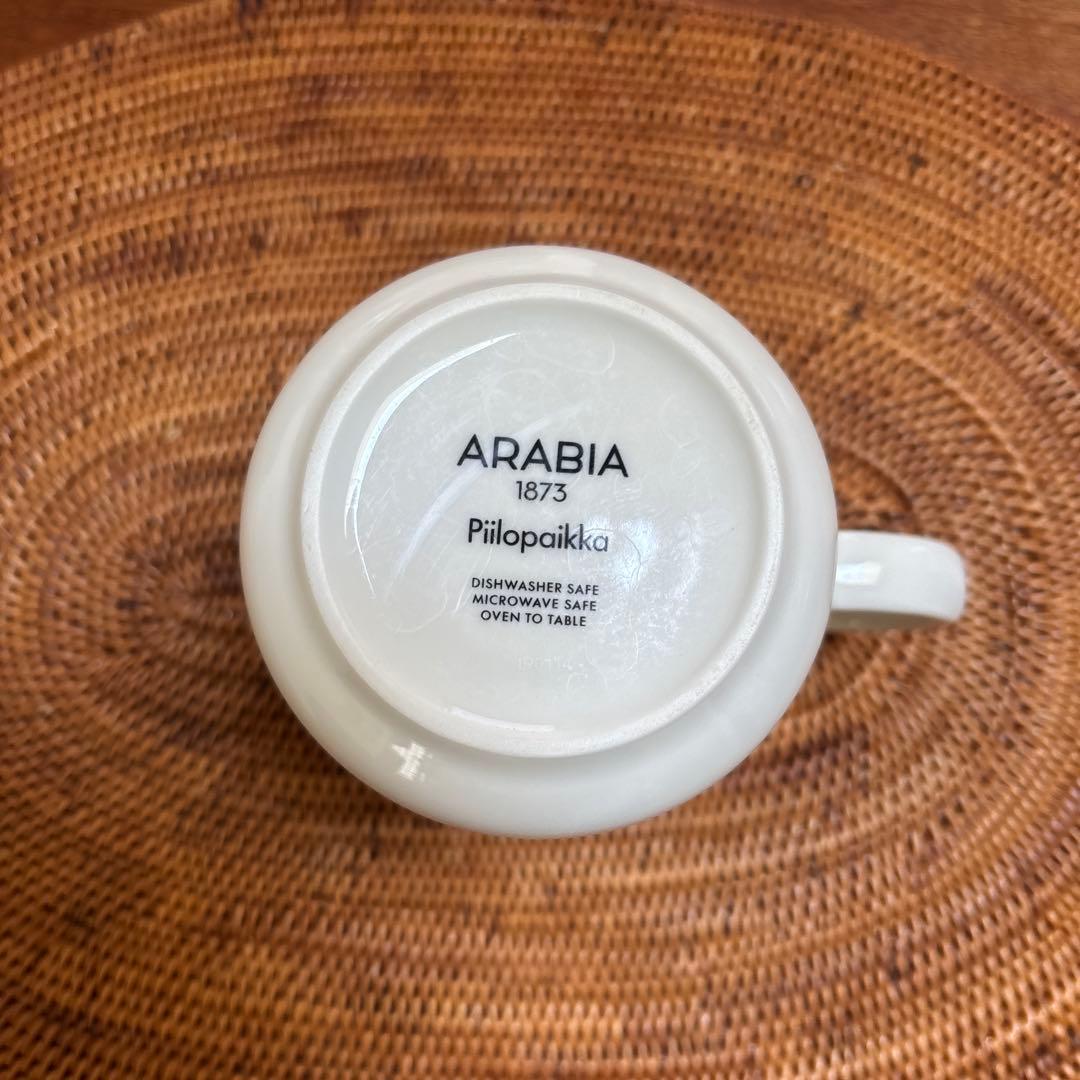 ARABIA
1873
Piilopaikka
DISHWASHER SAFE
MICROWAVE SAFE
OVEN TO TABLE